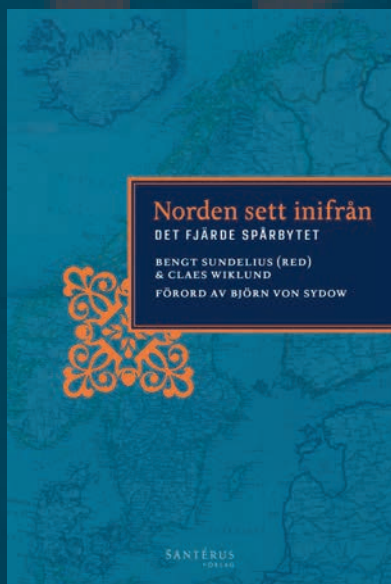 Norden sett inifrån
DET FJÄRDE SPÅRBYTET
BENGT SUNDELIUS (RED)
& CLAES WIKLUND
FÖRORD AV BJÖRN VON SYDOW
SANTÉRUS
FÖRLAG